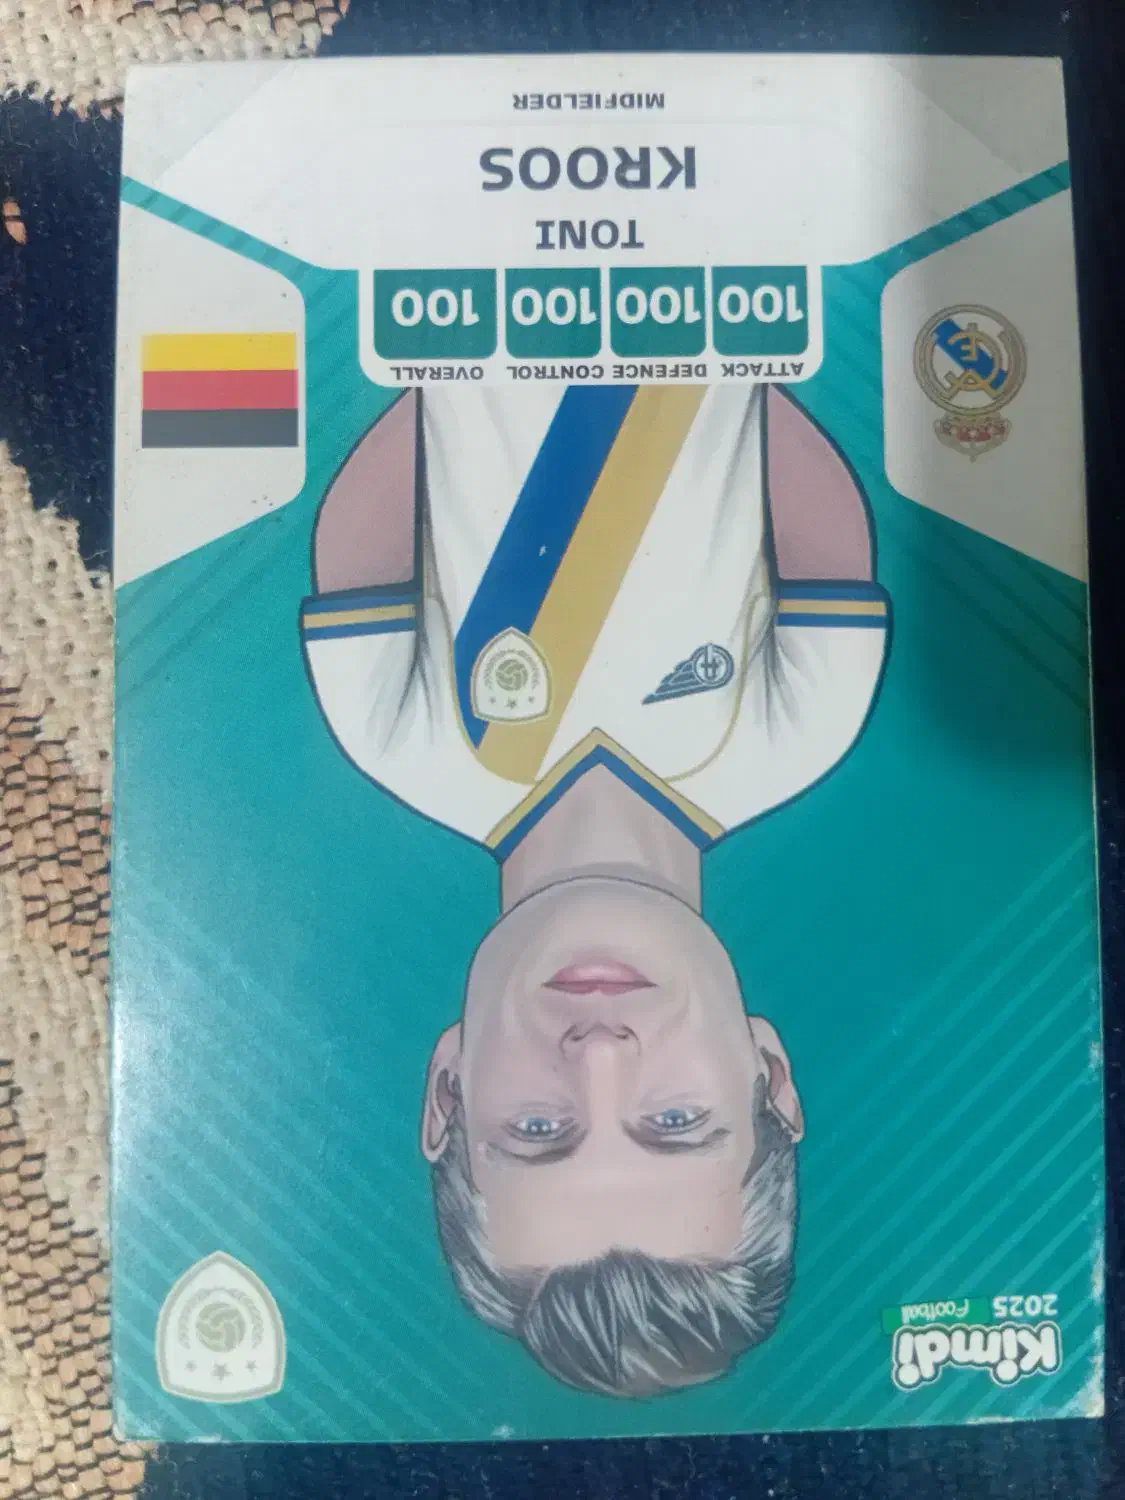 Kimdi
2025 Football
ATTACK DEFENCE CONTROL OVERALL
100 100 100 100
TONI
KROOS
MIDFIELDER